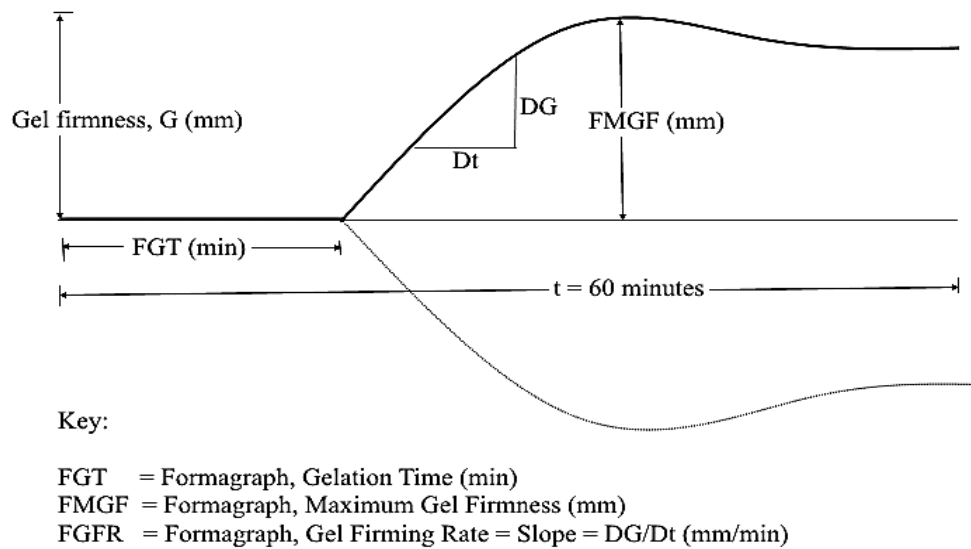 Gel firmness, G (mm)
DG
FMGF (mm)
Dt
FGT (min)
t = 60 minutes
Key:
FGT = Formagraph, Gelation Time (min)
FMGF = Formagraph, Maximum Gel Firmness (mm)
FGFR = Formagraph, Gel Firming Rate = Slope = DG/Dt (mm/min)